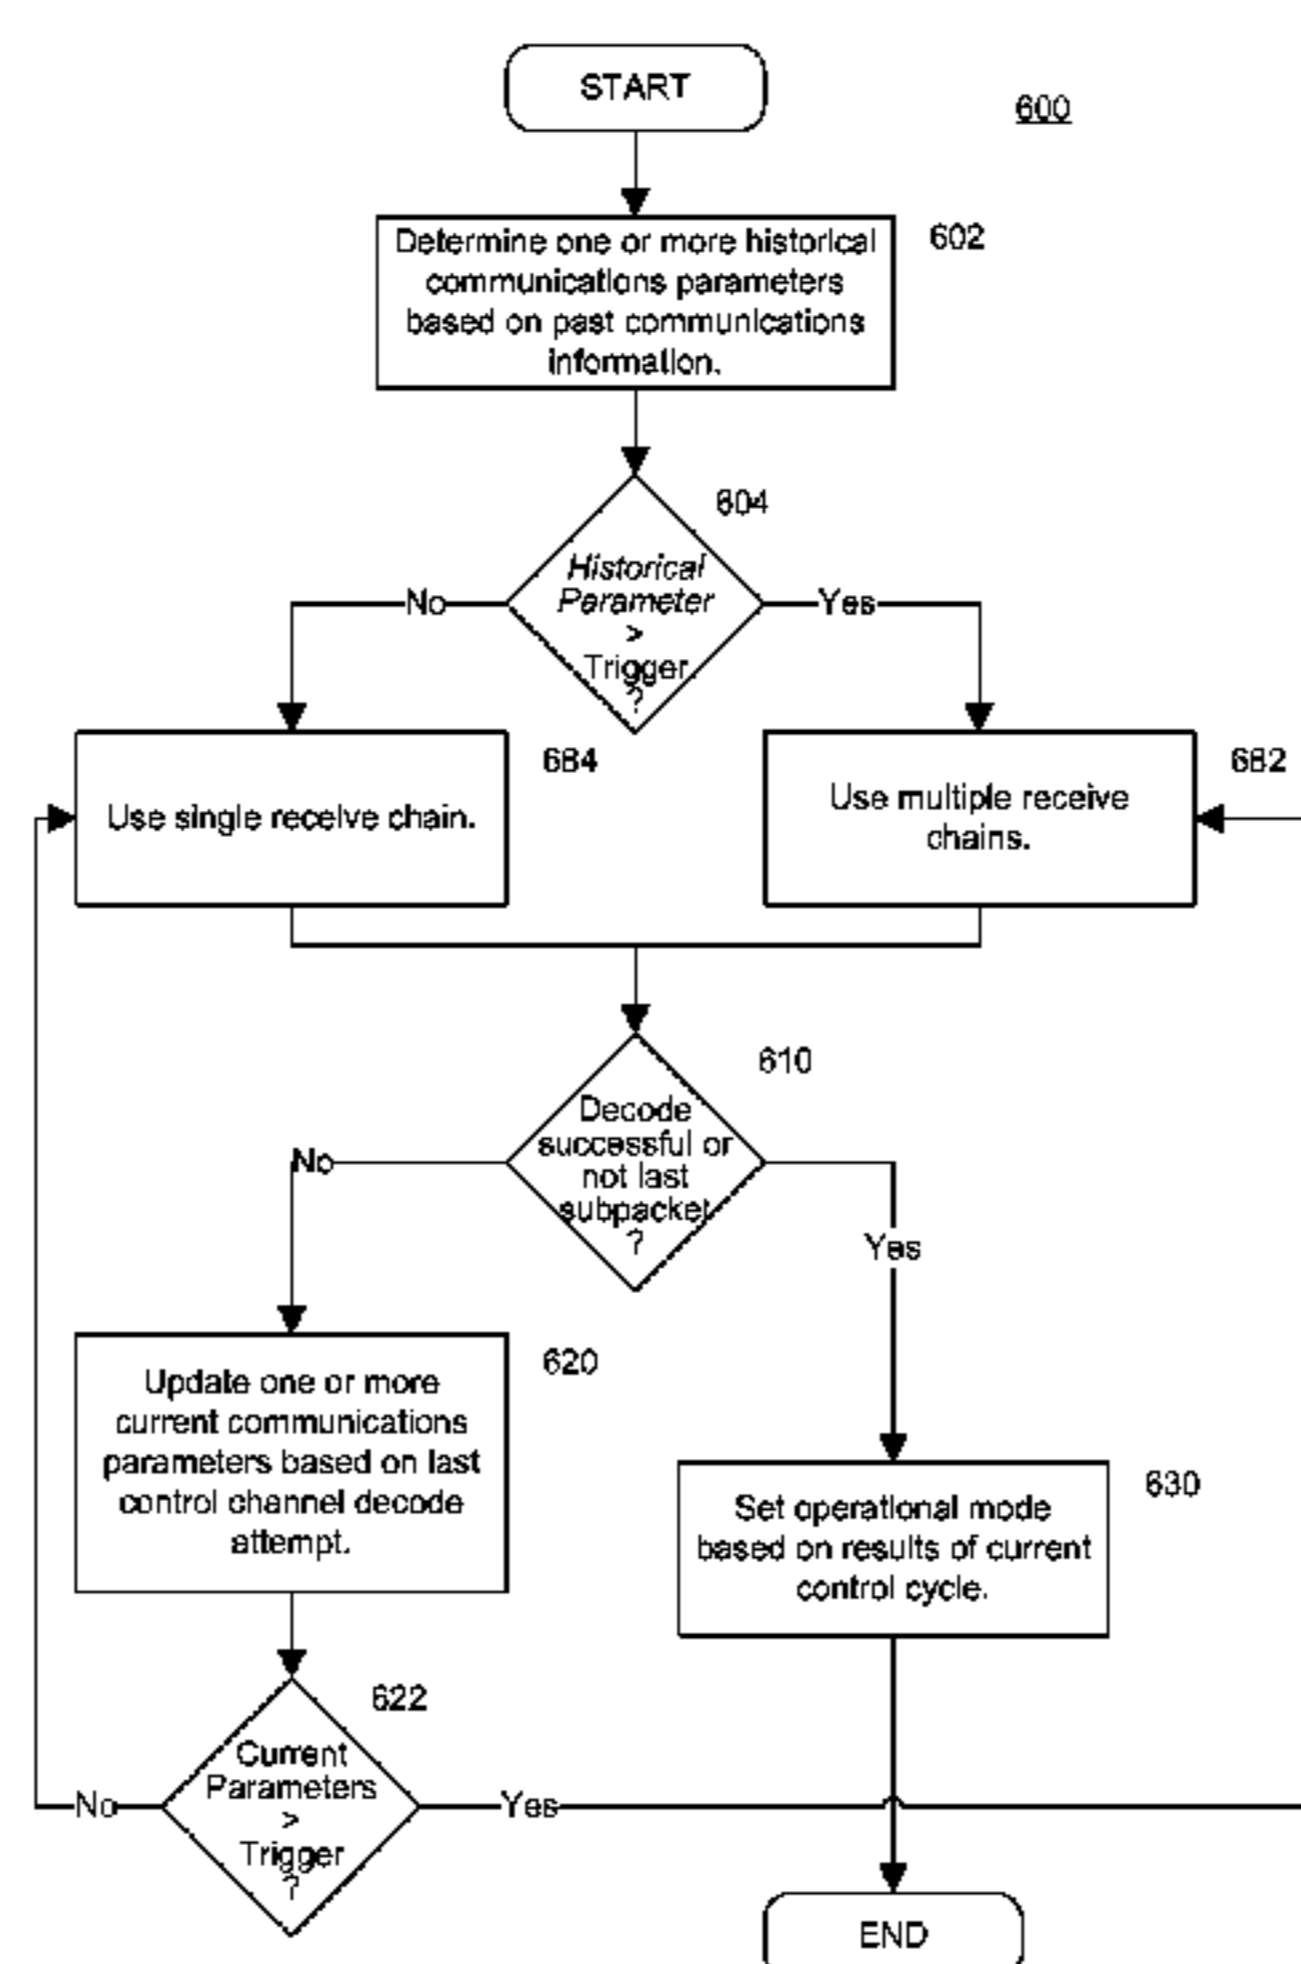 START
600
Determine one or more historical
communications parameters
based on past communications
information.
602
604
Historical
Parameter
>
Trigger
?
No
Yes
684
Use single receive chain.
682
Use multiple receive
chains.
610
Decode
successful or
not last
subpacket
?
No
Yes
620
Update one or more
current communications
parameters based on last
control channel decode
attempt.
630
Set operational mode
based on results of current
control cycle.
622
Current
Parameters
>
Trigger
?
No
Yes
END